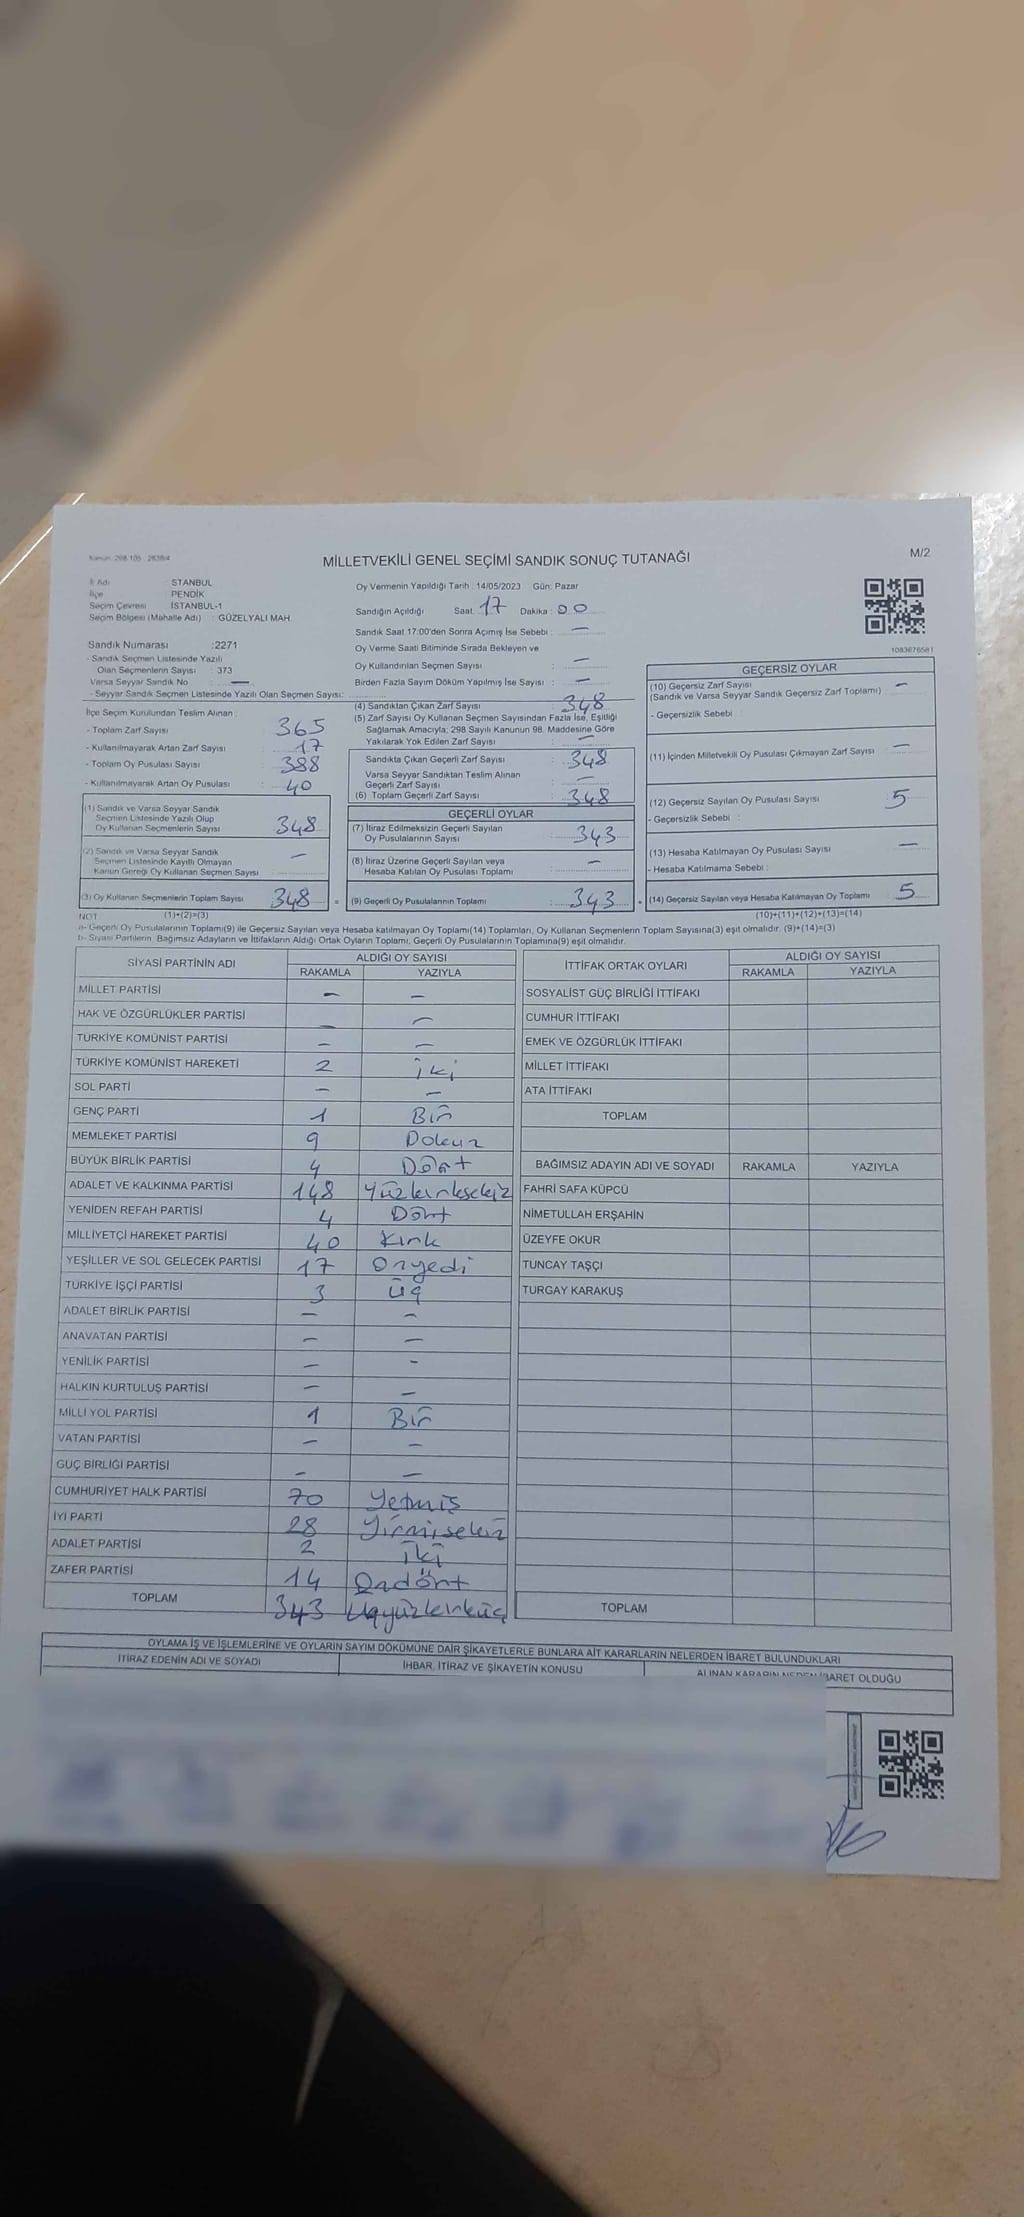 Kanun: 298.105 : 2839/4
MİLLETVEKİLİ GENEL SEÇİMİ SANDIK SONUÇ TUTANAĞI
M/2
İl Adı : İSTANBUL
İlçe : PENDİK
Seçim Çevresi : İSTANBUL-1
Seçim Bölgesi (Mahalle Adı) : GÜZELYALI MAH.
Sandık Numarası : 2271
- Sandık Seçmen Listesinde Yazılı
Olan Seçmenlerin Sayısı : 373
Varsa Seyyar Sandık No : —
- Seyyar Sandık Seçmen Listesinde Yazılı Olan Seçmen Sayısı:
Oy Vermenin Yapıldığı Tarih : 14/05/2023 Gün: Pazar
Sandığın Açıldığı Saat: 17 Dakika : 00
Sandık Saat 17:00'den Sonra Açılmış İse Sebebi : —
Oy Verme Saati Bitiminde Sırada Bekleyen ve
Oy Kullandırılan Seçmen Sayısı : —
Birden Fazla Sayım Döküm Yapılmış İse Sayısı : —
1083676581
İlçe Seçim Kurulundan Teslim Alınan :
- Toplam Zarf Sayısı : 365
- Kullanılmayarak Artan Zarf Sayısı : 17
- Toplam Oy Pusulası Sayısı : 388
- Kullanılmayarak Artan Oy Pusulası : 40
(1) Sandık ve Varsa Seyyar Sandık
Seçmen Listesinde Yazılı Olup
Oy Kullanan Seçmenlerin Sayısı 348
(2) Sandık ve Varsa Seyyar Sandık
Seçmen Listesinde Kayıtlı Olmayan
Kanun Gereği Oy Kullanan Seçmen Sayısı —
(3) Oy Kullanan Seçmenlerin Toplam Sayısı 348 =
(4) Sandıktan Çıkan Zarf Sayısı : 348
(5) Zarf Sayısı Oy Kullanan Seçmen Sayısından Fazla İse, Eşitliği
Sağlamak Amacıyla; 298 Sayılı Kanunun 98. Maddesine Göre
Yakılarak Yok Edilen Zarf Sayısı : —
Sandıkta Çıkan Geçerli Zarf Sayısı : 348
Varsa Seyyar Sandıktan Teslim Alınan
Geçerli Zarf Sayısı : —
(6) Toplam Geçerli Zarf Sayısı : 348
GEÇERLİ OYLAR
(7) İtiraz Edilmeksizin Geçerli Sayılan
Oy Pusulalarının Sayısı : 343
(8) İtiraz Üzerine Geçerli Sayılan veya
Hesaba Katılan Oy Pusulası Toplamı : —
(9) Geçerli Oy Pusulalarının Toplamı : 343 +
GEÇERSİZ OYLAR
(10) Geçersiz Zarf Sayısı —
(Sandık ve Varsa Seyyar Sandık Geçersiz Zarf Toplamı)
- Geçersizlik Sebebi :
(11) İçinden Milletvekili Oy Pusulası Çıkmayan Zarf Sayısı —
(12) Geçersiz Sayılan Oy Pusulası Sayısı 5
- Geçersizlik Sebebi :
(13) Hesaba Katılmayan Oy Pusulası Sayısı —
- Hesaba Katılmama Sebebi :
(14) Geçersiz Sayılan veya Hesaba Katılmayan Oy Toplamı 5
NOT (1)+(2)=(3) (10)+(11)+(12)+(13)=(14)
a- Geçerli Oy Pusulalarının Toplamı(9) ile Geçersiz Sayılan veya Hesaba Katılmayan Oy Toplamı(14) Toplamları, Oy Kullanan Seçmenlerin Toplam Sayısına(3) eşit olmalıdır. (9)+(14)=(3)
b- Siyasi Partilerin, Bağımsız Adayların ve İttifakların Aldığı Ortak Oyların Toplamı, Geçerli Oy Pusulalarının Toplamına(9) eşit olmalıdır.
SİYASİ PARTİNİN ADI ALDIĞI OY SAYISI
RAKAMLA YAZIYLA
MİLLET PARTİSİ — —
HAK VE ÖZGÜRLÜKLER PARTİSİ — —
TÜRKİYE KOMÜNİST PARTİSİ — —
TÜRKİYE KOMÜNİST HAREKETİ 2 iki
SOL PARTİ — —
GENÇ PARTİ 1 Bir
MEMLEKET PARTİSİ 9 Dokuz
BÜYÜK BİRLİK PARTİSİ 4 Dört
ADALET VE KALKINMA PARTİSİ 148 Yüzkırksekiz
YENİDEN REFAH PARTİSİ 4 Dört
MİLLİYETÇİ HAREKET PARTİSİ 40 Kırk
YEŞİLLER VE SOL GELECEK PARTİSİ 17 Onyedi
TÜRKİYE İŞÇİ PARTİSİ 3 üç
ADALET BİRLİK PARTİSİ — —
ANAVATAN PARTİSİ — —
YENİLİK PARTİSİ — -
HALKIN KURTULUŞ PARTİSİ — —
MİLLİ YOL PARTİSİ 1 Bir
VATAN PARTİSİ — —
GÜÇ BİRLİĞİ PARTİSİ — —
CUMHURİYET HALK PARTİSİ 70 Yetmiş
İYİ PARTİ 28 Yirmisekiz
ADALET PARTİSİ 2 İki
ZAFER PARTİSİ 14 Ondört
TOPLAM 343 Üçyüzkırküç
İTTİFAK ORTAK OYLARI ALDIĞI OY SAYISI
RAKAMLA YAZIYLA
SOSYALİST GÜÇ BİRLİĞİ İTTİFAKI
CUMHUR İTTİFAKI
EMEK VE ÖZGÜRLÜK İTTİFAKI
MİLLET İTTİFAKI
ATA İTTİFAKI
TOPLAM
BAĞIMSIZ ADAYIN ADI VE SOYADI RAKAMLA YAZIYLA
FAHRİ SAFA KÜPCÜ
NİMETULLAH ERŞAHİN
ÜZEYFE OKUR
TUNCAY TAŞÇI
TURGAY KARAKUŞ
TOPLAM
OYLAMA İŞ VE İŞLEMLERİNE VE OYLARIN SAYIM DÖKÜMÜNE DAİR ŞİKAYETLERLE BUNLARA AİT KARARLARIN NELERDEN İBARET BULUNDUKLARI
İTİRAZ EDENİN ADI VE SOYADI İHBAR, İTİRAZ VE ŞİKAYETİN KONUSU ALINAN KARARIN NEDEN İBARET OLDUĞU